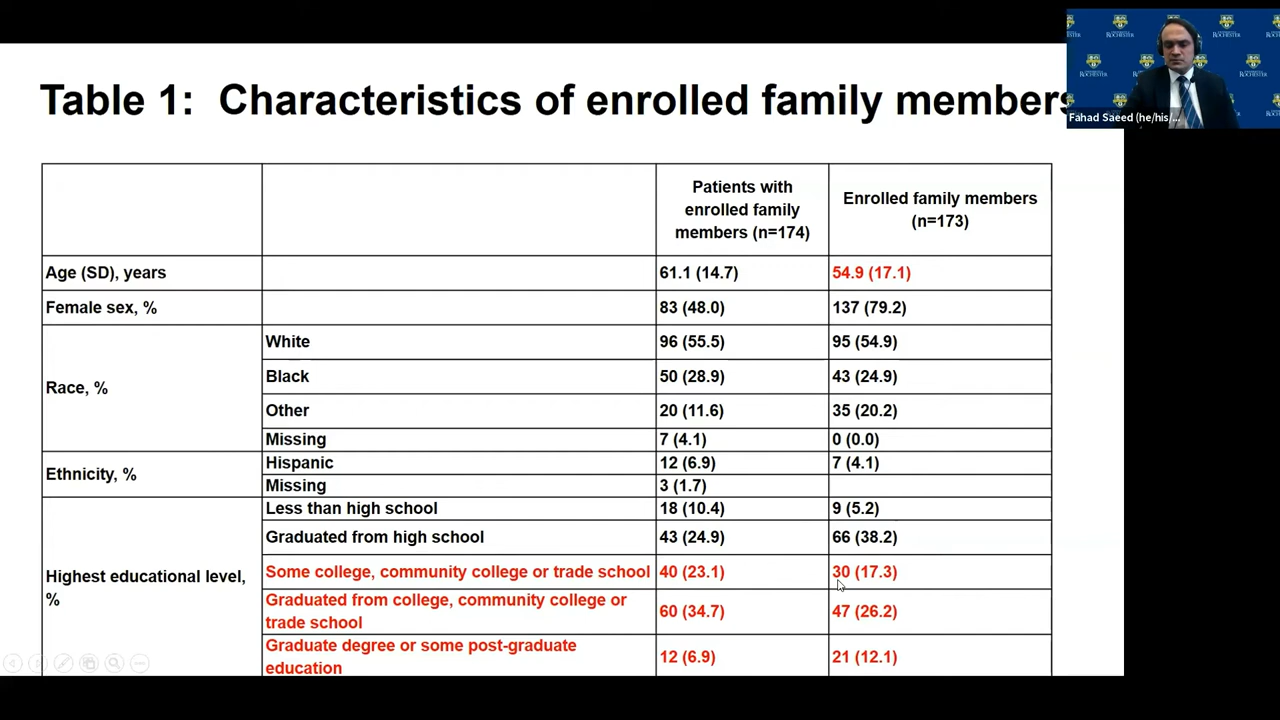 Table 1: Characteristics of enrolled family members
Fahad Saeed (he/his/...
ROCHESTER
ROCHESTER
ROCHESTER
ROCHESTER
Patients with
enrolled family
members (n=174)
Enrolled family members
(n=173)
Age (SD), years
61.1 (14.7)
54.9 (17.1)
Female sex, %
83 (48.0)
137 (79.2)
Race, %
White
96 (55.5)
95 (54.9)
Black
50 (28.9)
43 (24.9)
Other
20 (11.6)
35 (20.2)
Missing
7 (4.1)
0 (0.0)
Ethnicity, %
Hispanic
12 (6.9)
7 (4.1)
Missing
3 (1.7)
Highest educational level,
%
Less than high school
18 (10.4)
9 (5.2)
Graduated from high school
43 (24.9)
66 (38.2)
Some college, community college or trade school
40 (23.1)
30 (17.3)
Graduated from college, community college or
trade school
60 (34.7)
47 (26.2)
Graduate degree or some post-graduate
education
12 (6.9)
21 (12.1)